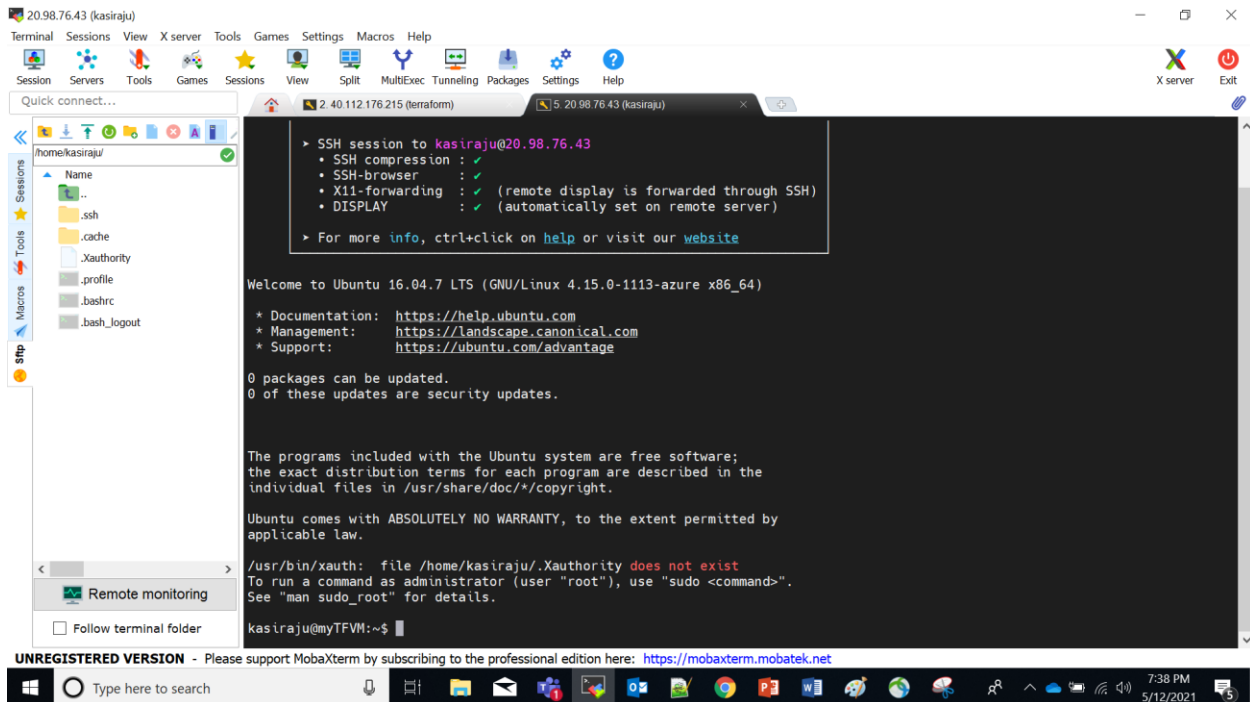 20.98.76.43 (kasiraju)
Terminal Sessions View X server Tools Games Settings Macros Help
Session Servers Tools Games Sessions View Split MultiExec Tunneling Packages Settings Help X server Exit
Quick connect...
2. 40.112.176.215 (terraform)
5. 20.98.76.43 (kasiraju)
/home/kasiraju/
Name
..
.ssh
.cache
.Xauthority
.profile
.bashrc
.bash_logout
Sessions
Tools
Macros
Sftp
Remote monitoring
Follow terminal folder
➤ SSH session to kasiraju@20.98.76.43
• SSH compression : ✔
• SSH-browser : ✔
• X11-forwarding : ✔ (remote display is forwarded through SSH)
• DISPLAY : ✔ (automatically set on remote server)
➤ For more info, ctrl+click on help or visit our website
Welcome to Ubuntu 16.04.7 LTS (GNU/Linux 4.15.0-1113-azure x86_64)
* Documentation: https://help.ubuntu.com
* Management: https://landscape.canonical.com
* Support: https://ubuntu.com/advantage
0 packages can be updated.
0 of these updates are security updates.
The programs included with the Ubuntu system are free software;
the exact distribution terms for each program are described in the
individual files in /usr/share/doc/*/copyright.
Ubuntu comes with ABSOLUTELY NO WARRANTY, to the extent permitted by
applicable law.
/usr/bin/xauth: file /home/kasiraju/.Xauthority does not exist
To run a command as administrator (user "root"), use "sudo <command>".
See "man sudo_root" for details.
kasiraju@myTFVM:~$
UNREGISTERED VERSION - Please support MobaXterm by subscribing to the professional edition here: https://mobaxterm.mobatek.net
Type here to search
7:38 PM
5/12/2021